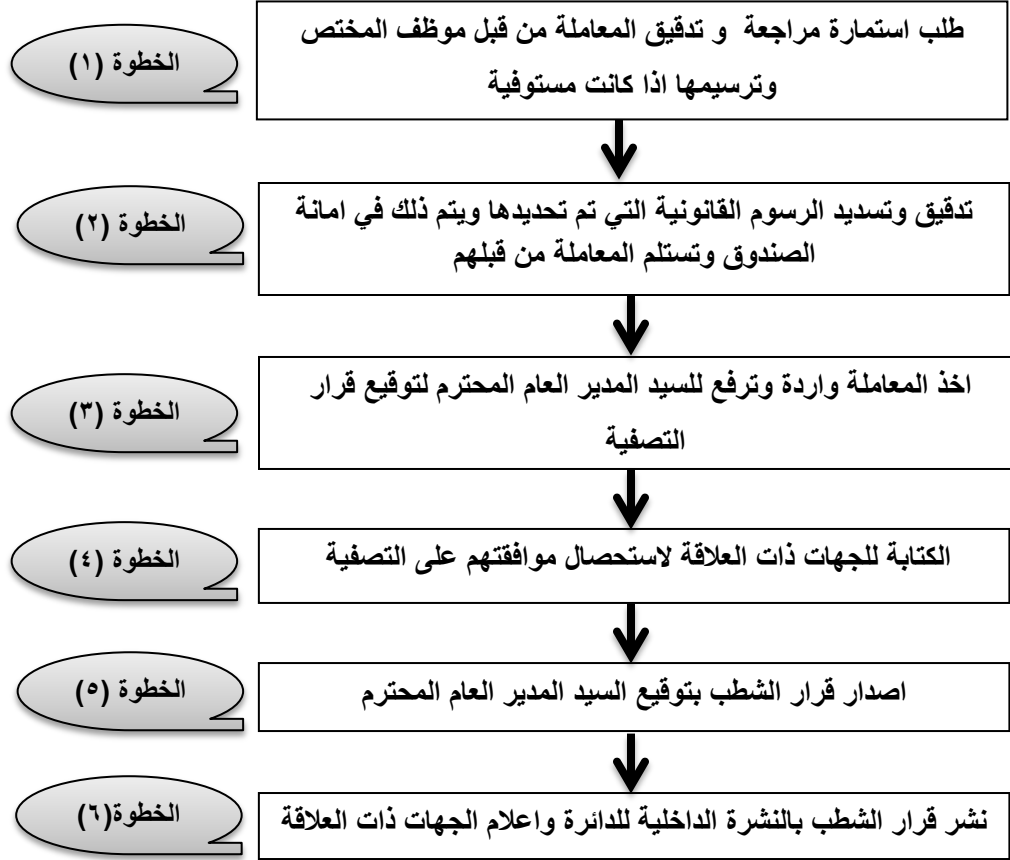 الخطوة (١)
طلب استمارة مراجعة و تدقيق المعاملة من قبل موظف المختص
وترسيمها اذا كانت مستوفية
الخطوة (٢)
تدقيق وتسديد الرسوم القانونية التي تم تحديدها ويتم ذلك في امانة
الصندوق وتستلم المعاملة من قبلهم
الخطوة (٣)
اخذ المعاملة واردة وترفع للسيد المدير العام المحترم لتوقيع قرار
التصفية
الخطوة (٤)
الكتابة للجهات ذات العلاقة لاستحصال موافقتهم على التصفية
الخطوة (٥)
اصدار قرار الشطب بتوقيع السيد المدير العام المحترم
الخطوة(٦)
نشر قرار الشطب بالنشرة الداخلية للدائرة واعلام الجهات ذات العلاقة